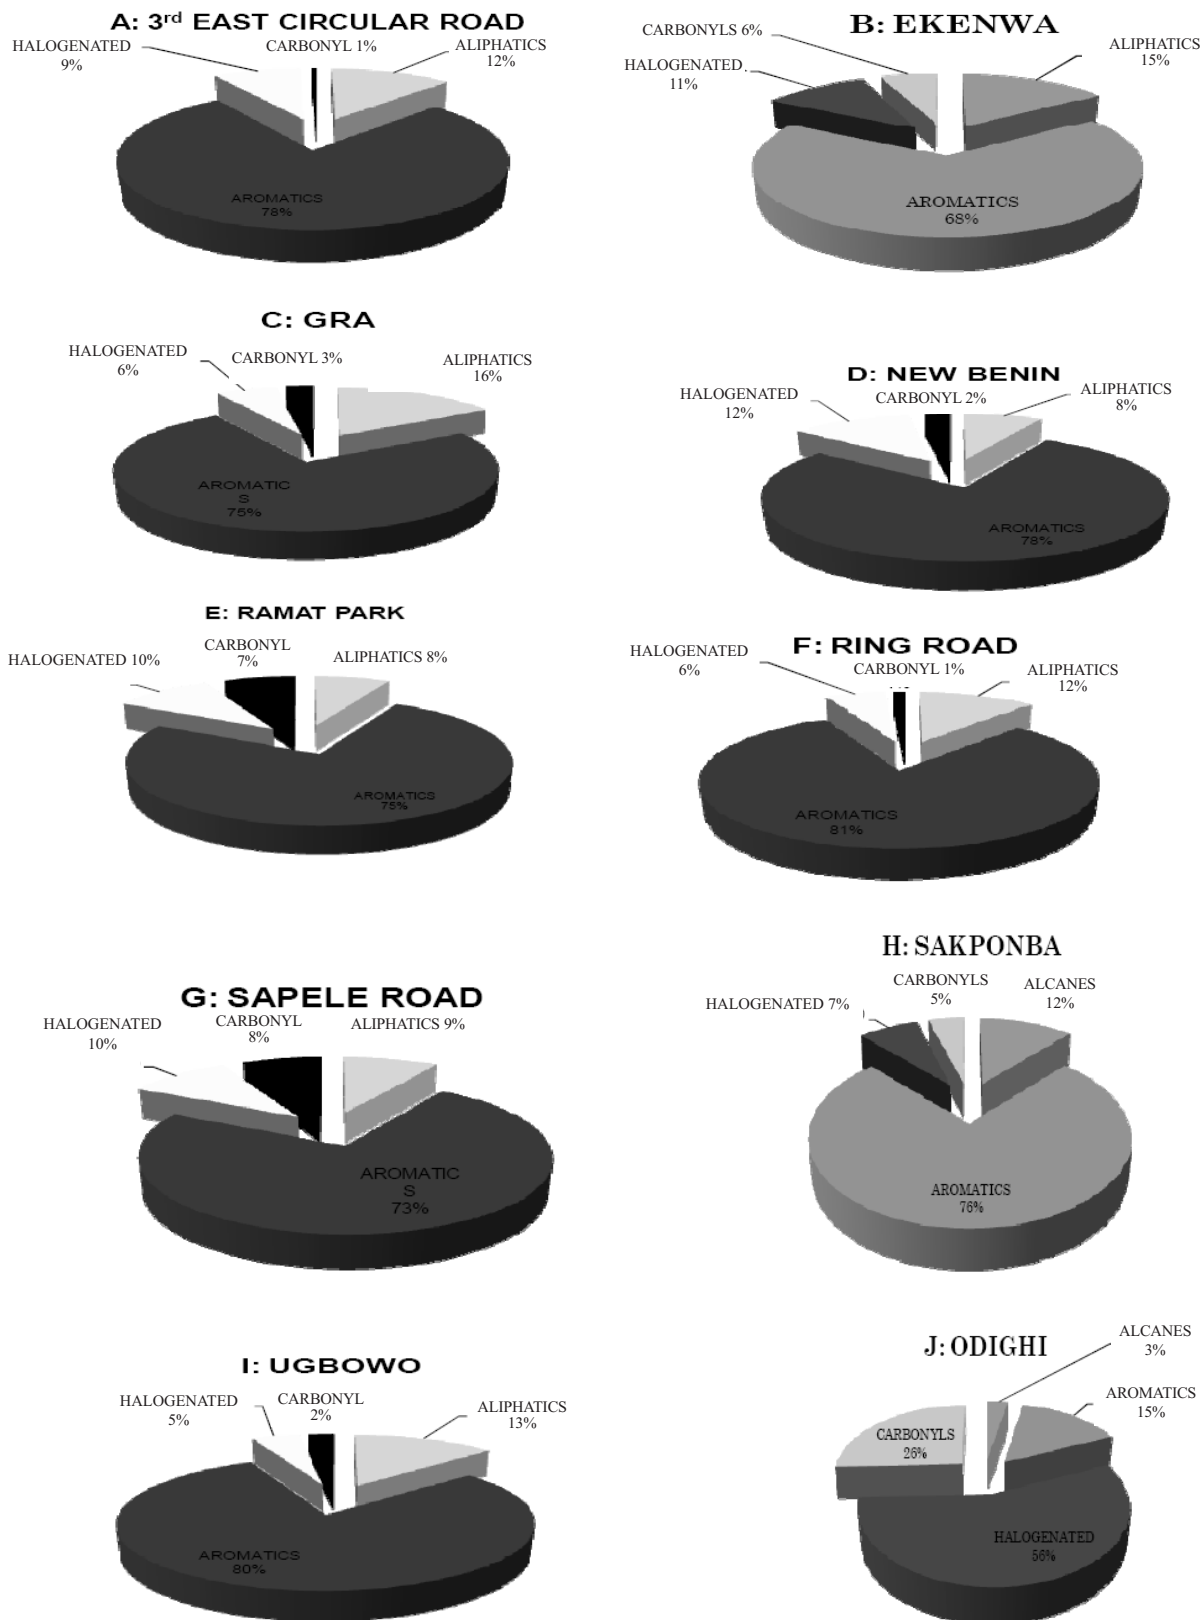 A: 3rd EAST CIRCULAR ROAD
HALOGENATED
9%
CARBONYL 1%
ALIPHATICS
12%
AROMATICS
78%
B: EKENWA
CARBONYLS 6%
HALOGENATED
11%
ALIPHATICS
15%
AROMATICS
68%
C: GRA
HALOGENATED
6%
CARBONYL 3%
ALIPHATICS
16%
AROMATIC
S
75%
D: NEW BENIN
HALOGENATED
12%
CARBONYL 2%
ALIPHATICS
8%
AROMATICS
78%
E: RAMAT PARK
HALOGENATED 10%
CARBONYL
7%
ALIPHATICS 8%
AROMATICS
75%
F: RING ROAD
HALOGENATED
6%
CARBONYL 1%
ALIPHATICS
12%
AROMATICS
81%
G: SAPELE ROAD
HALOGENATED
10%
CARBONYL
8%
ALIPHATICS 9%
AROMATIC
S
73%
H: SAKPONBA
HALOGENATED 7%
CARBONYLS
5%
ALCANES
12%
AROMATICS
76%
I: UGBOWO
HALOGENATED
5%
CARBONYL
2%
ALIPHATICS
13%
AROMATICS
80%
J: ODIGHI
ALCANES
3%
AROMATICS
15%
CARBONYLS
26%
HALOGENATED
56%